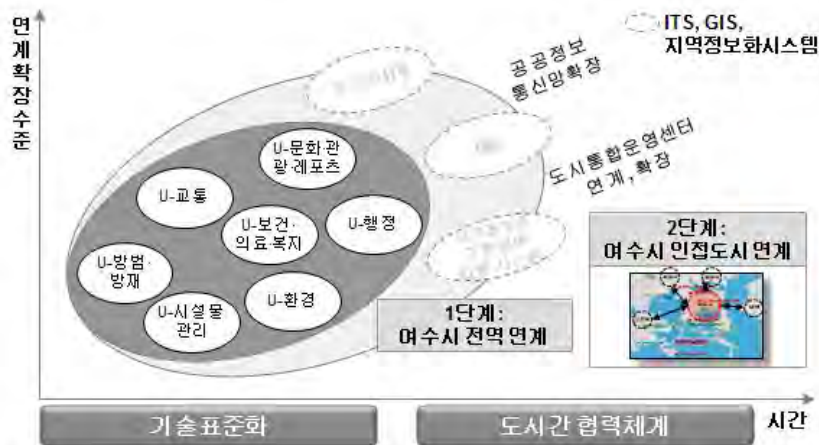 연계확장수준
ITS, GIS,
지역정보화시스템
공공정보
통신망확장
도시통합운영센터
연계, 확장
U-문화·관
광·레포츠
U-교통
U-보건·
의료·복지
U-행정
U-방범·
방재
U-시설물
관리
U-환경
1단계:
여수시 전역 연계
2단계:
여수시 인접도시 연계
기술표준화
도시간 협력체계
시간